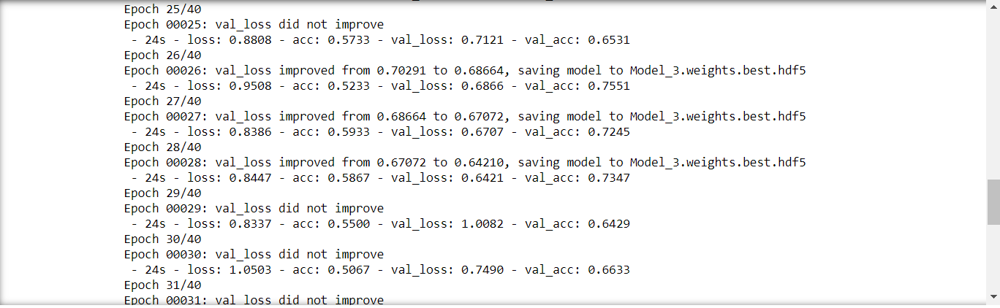 Epoch 25/40
Epoch 00025: val_loss did not improve
- 24s - loss: 0.8808 - acc: 0.5733 - val_loss: 0.7121 - val_acc: 0.6531
Epoch 26/40
Epoch 00026: val_loss improved from 0.70291 to 0.68664, saving model to Model_3.weights.best.hdf5
- 24s - loss: 0.9508 - acc: 0.5233 - val_loss: 0.6866 - val_acc: 0.7551
Epoch 27/40
Epoch 00027: val_loss improved from 0.68664 to 0.67072, saving model to Model_3.weights.best.hdf5
- 24s - loss: 0.8386 - acc: 0.5933 - val_loss: 0.6707 - val_acc: 0.7245
Epoch 28/40
Epoch 00028: val_loss improved from 0.67072 to 0.64210, saving model to Model_3.weights.best.hdf5
- 24s - loss: 0.8447 - acc: 0.5867 - val_loss: 0.6421 - val_acc: 0.7347
Epoch 29/40
Epoch 00029: val_loss did not improve
- 24s - loss: 0.8337 - acc: 0.5500 - val_loss: 1.0082 - val_acc: 0.6429
Epoch 30/40
Epoch 00030: val_loss did not improve
- 24s - loss: 1.0503 - acc: 0.5067 - val_loss: 0.7490 - val_acc: 0.6633
Epoch 31/40
Epoch 00031: val_loss did not improve